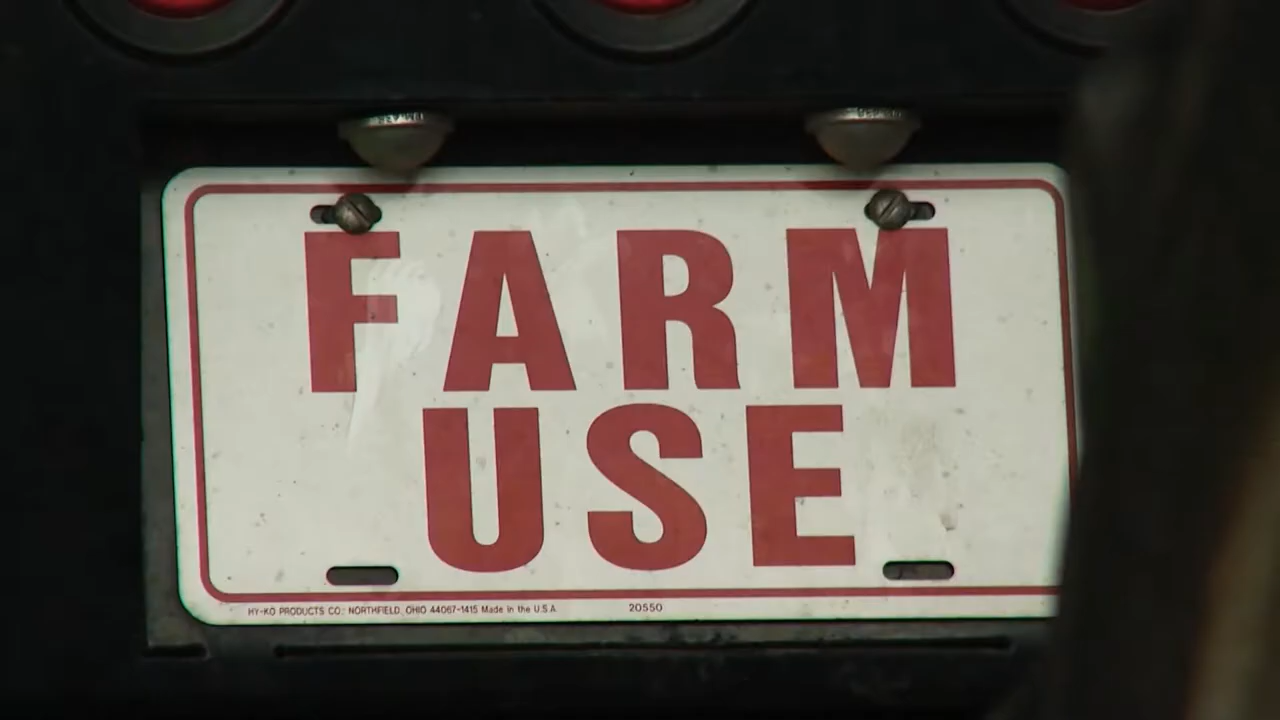 FARM
USE
HY-KO PRODUCTS CO.; NORTHFIELD, OHIO 44067-1415 Made in the U.S.A. 20550